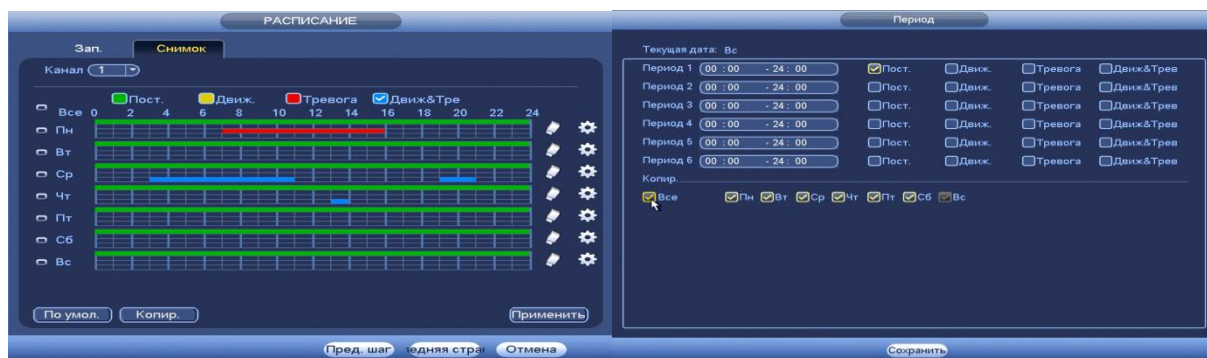 РАСПИСАНИЕ
Зап. Снимок
Канал 1
Пост. Движ. Тревога Движ&Тре
Все 0 2 4 6 8 10 12 14 16 18 20 22 24
Пн
Вт
Ср
Чт
Пт
Сб
Вс
По умол. Копир. Применить
Пред. шаг едняя стра Отмена
Период
Текущая дата: Вс
Период 1 00 :00 - 24 : 00 Пост. Движ. Тревога Движ&Трев
Период 2 00 :00 - 24 : 00 Пост. Движ. Тревога Движ&Трев
Период 3 00 :00 - 24 : 00 Пост. Движ. Тревога Движ&Трев
Период 4 00 :00 - 24 : 00 Пост. Движ. Тревога Движ&Трев
Период 5 00 :00 - 24 : 00 Пост. Движ. Тревога Движ&Трев
Период 6 00 :00 - 24 : 00 Пост. Движ. Тревога Движ&Трев
Копир.
Все Пн Вт Ср Чт Пт Сб Вс
Сохранить